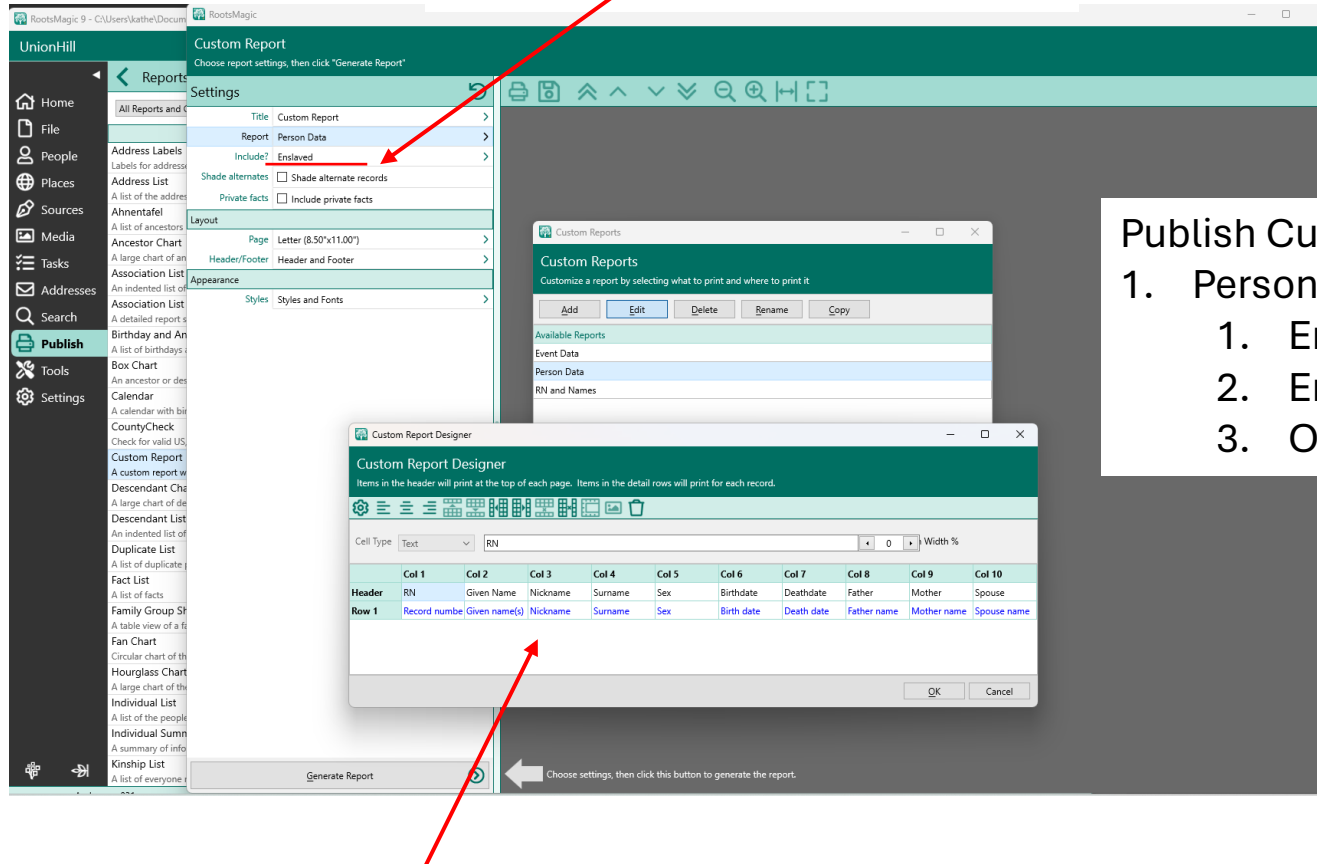 RootsMagic 9 - C:\Users\kathe\Docum
UnionHill
Home
File
People
Places
Sources
Media
Tasks
Addresses
Search
Publish
Tools
Settings
Reports
All Reports and
Address Labels
Labels for addresse
Address List
A list of the addres
Ahnentafel
A list of ancestors
Ancestor Chart
A large chart of an
Association List
An indented list of
Association List
A detailed report s
Birthday and An
A list of birthdays
Box Chart
An ancestor or des
Calendar
A calendar with bir
CountyCheck
Check for valid US,
Custom Report
A custom report w
Descendant Cha
A large chart of de
Descendant List
An indented list of
Duplicate List
A list of duplicate
Fact List
A list of facts
Family Group Sh
A table view of a fa
Fan Chart
Circular chart of th
Hourglass Chart
A large chart of the
Individual List
A list of the people
Individual Summ
A summary of info
Kinship List
A list of everyone r
RootsMagic
Custom Report
Choose report settings, then click "Generate Report"
Settings
Title Custom Report
Report Person Data
Include? Enslaved
Shade alternates Shade alternate records
Private facts Include private facts
Layout
Page Letter (8.50"x11.00")
Header/Footer Header and Footer
Appearance
Styles Styles and Fonts
Generate Report
Choose settings, then click this button to generate the report.
Custom Reports
Custom Reports
Customize a report by selecting what to print and where to print it
Add Edit Delete Rename Copy
Available Reports
Event Data
Person Data
RN and Names
Custom Report Designer
Custom Report Designer
Items in the header will print at the top of each page. Items in the detail rows will print for each record.
Cell Type Text RN 0 Width %
Col 1 Col 2 Col 3 Col 4 Col 5 Col 6 Col 7 Col 8 Col 9 Col 10
Header RN Given Name Nickname Surname Sex Birthdate Deathdate Father Mother Spouse
Row 1 Record numbe Given name(s) Nickname Surname Sex Birth date Death date Father name Mother name Spouse name
OK Cancel
Publish Cu
1. Person
1. E
2. E
3. O